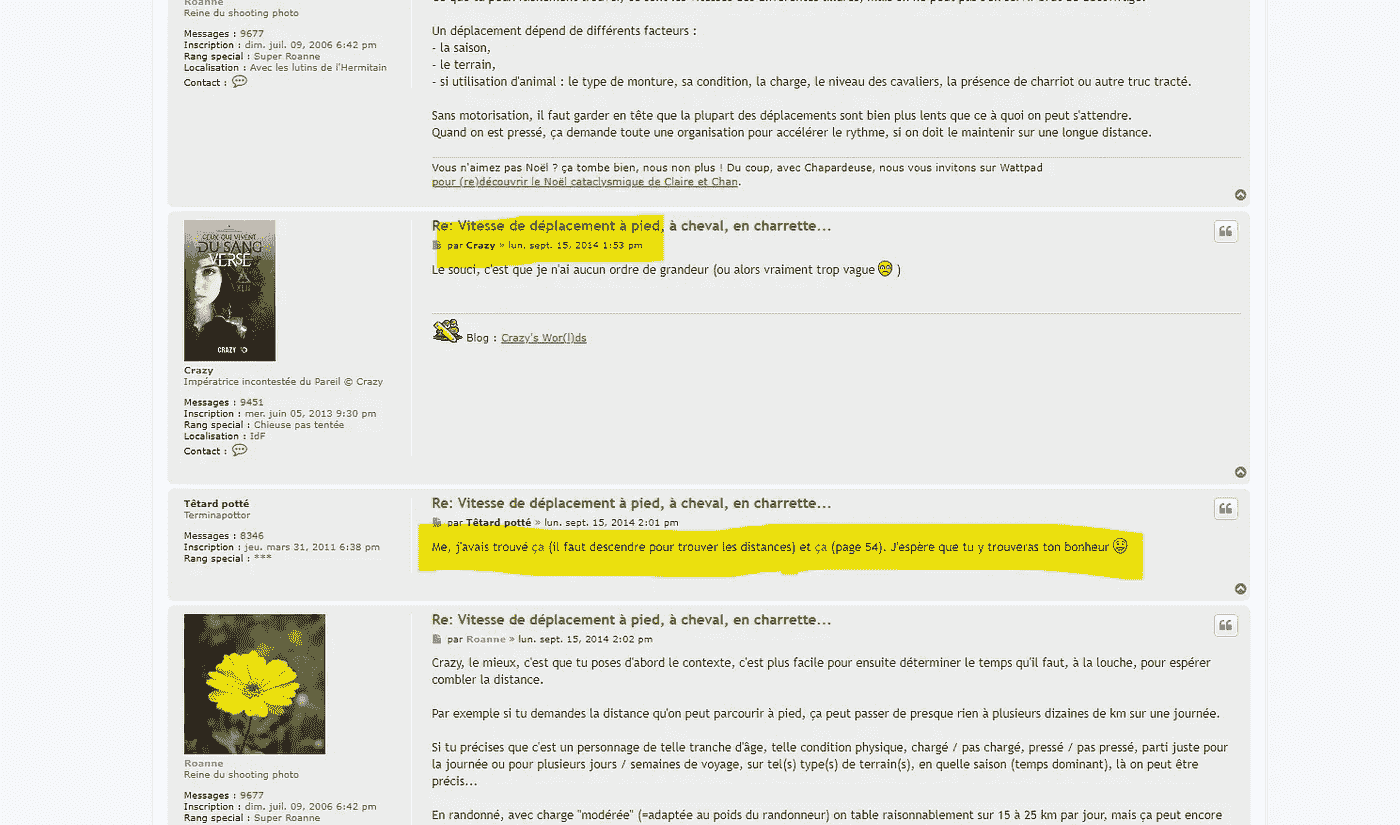 Roanne
Reine du shooting photo
Messages : 9677
Inscription : dim. juil. 09, 2006 6:42 pm
Rang special : Super Roanne
Localisation : Avec les lutins de l'Hermitain
Contact :
Un déplacement dépend de différents facteurs :
- la saison,
- le terrain,
- si utilisation d'animal : le type de monture, sa condition, la charge, le niveau des cavaliers, la présence de charriot ou autre truc tracté.
Sans motorisation, il faut garder en tête que la plupart des déplacements sont bien plus lents que ce à quoi on peut s'attendre.
Quand on est pressé, ça demande toute une organisation pour accélérer le rythme, si on doit le maintenir sur une longue distance.
Vous n'aimez pas Noël ? ça tombe bien, nous non plus ! Du coup, avec Chapardeuse, nous vous invitons sur Wattpad
pour (re)découvrir le Noël cataclysmique de Claire et Chan.
CEUX QUI VIVENT
DU SANG
VERSÉ
CRAZY
Crazy
Impératrice incontestée du Pareil © Crazy
Messages : 9451
Inscription : mer. juin 05, 2013 9:30 pm
Rang special : Chieuse pas tentée
Localisation : IdF
Contact :
Re: Vitesse de déplacement à pied, à cheval, en charrette...
par Crazy » lun. sept. 15, 2014 1:53 pm
Le souci, c'est que je n'ai aucun ordre de grandeur (ou alors vraiment trop vague )
Blog : Crazy's Wor(l)ds
Têtard potté
Terminapottor
Messages : 8346
Inscription : jeu. mars 31, 2011 6:38 pm
Rang special : ***
Re: Vitesse de déplacement à pied, à cheval, en charrette...
par Têtard potté » lun. sept. 15, 2014 2:01 pm
Me, j'avais trouvé ça (il faut descendre pour trouver les distances) et ça (page 54). J'espère que tu y trouveras ton bonheur
Roanne
Reine du shooting photo
Messages : 9677
Inscription : dim. juil. 09, 2006 6:42 pm
Rang special : Super Roanne
Re: Vitesse de déplacement à pied, à cheval, en charrette...
par Roanne » lun. sept. 15, 2014 2:02 pm
Crazy, le mieux, c'est que tu poses d'abord le contexte, c'est plus facile pour ensuite déterminer le temps qu'il faut, à la louche, pour espérer
combler la distance.
Par exemple si tu demandes la distance qu'on peut parcourir à pied, ça peut passer de presque rien à plusieurs dizaines de km sur une journée.
Si tu précises que c'est un personnage de telle tranche d'âge, telle condition physique, chargé / pas chargé, pressé / pas pressé, parti juste pour
la journée ou pour plusieurs jours / semaines de voyage, sur tel(s) type(s) de terrain(s), en quelle saison (temps dominant), là on peut être
précis...
En randonné, avec charge "modérée" (=adaptée au poids du randonneur) on table raisonnablement sur 15 à 25 km par jour, mais ça peut encore